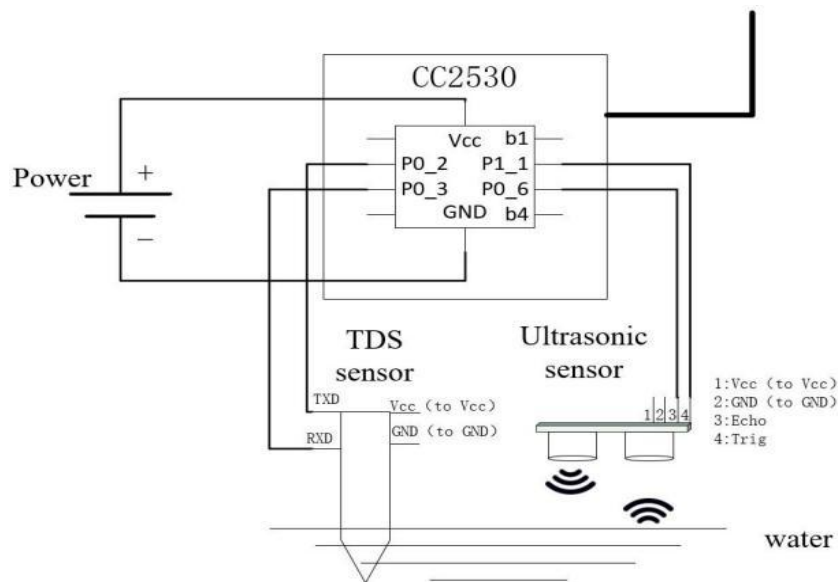 CC2530
Vcc b1
P0_2 P1_1
P0_3 P0_6
GND b4
Power
+
−
TDS
sensor
Ultrasonic
sensor
TXD
Vcc (to Vcc)
RXD
GND (to GND)
1 2 3 4
1:Vcc (to Vcc)
2:GND (to GND)
3:Echo
4:Trig
water